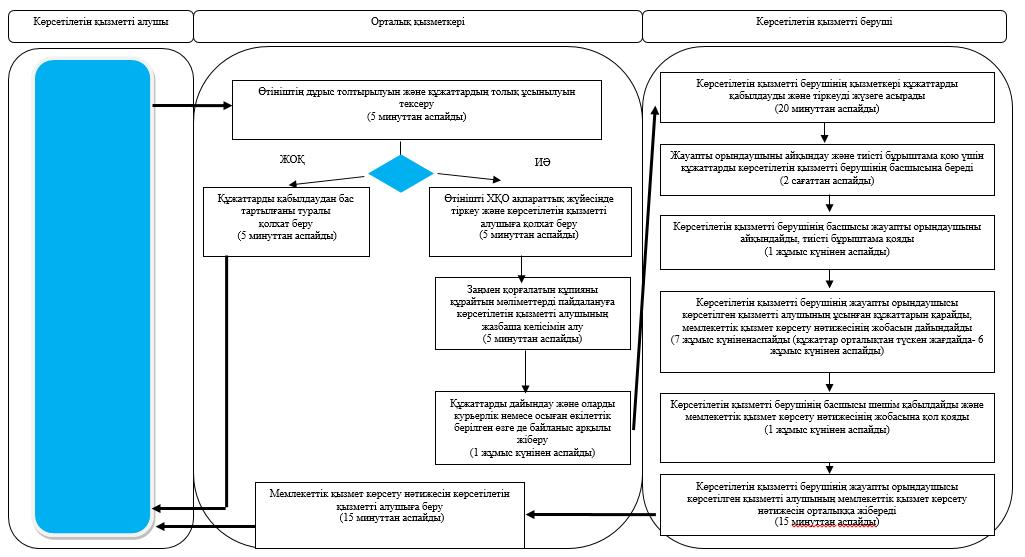 Көрсетілетін қызметті алушы
Орталық қызметкері
Көрсетілетін қызметті беруші
Өтініштің дұрыс толтырылуын және құжаттардың толық ұсынылуын
тексеру
(5 минуттан аспайды)
ЖОҚ
ИӘ
Құжаттарды қабылдаудан бас
тартылғаны туралы
қолхат беру
(5 минуттан аспайды)
Өтінішті ХҚО ақпараттық жүйесінде
тіркеу және көрсетілетін қызметті
алушыға қолхат беру
(5 минуттан аспайды)
Заңмен қорғалатын құпияны
құрайтын мәліметтерді пайдалануға
көрсетілетін қызметті алушының
жазбаша келісімін алу
(5 минуттан аспайды)
Құжаттарды дайындау және оларды
курьерлік немесе осыған өкілеттік
берілген өзге де байланыс арқылы
жіберу
(1 жұмыс күнінен аспайды)
Мемлекеттік қызмет көрсету нәтижесін көрсетілетін
қызметті алушыға беру
(15 минуттан аспайды)
Көрсетілетін қызметті берушінің қызметкері құжаттарды
қабылдауды және тіркеуді жүзеге асырады
(20 минуттан аспайды)
Жауапты орындаушыны айқындау және тиісті бұрыштама қою үшін
құжаттарды көрсетілетін қызметті берушінің басшысына береді
(2 сағаттан аспайды)
Көрсетілетін қызметті берушінің басшысы жауапты орындаушыны
айқындайды, тиісті бұрыштама қояды
(1 жұмыс күнінен аспайды)
Көрсетілетін қызметті берушінің жауапты орындаушысы
көрсетілген қызметті алушының ұсынған құжаттарын қарайды,
мемлекеттік қызмет көрсету нәтижесінің жобасын дайындайды
(7 жұмыс күніненаспайды (құжаттар орталықтан түскен жағдайда- 6
жұмыс күнінен аспайды)
Көрсетілетін қызметті берушінің басшысы шешім қабылдайды және
мемлекеттік қызмет көрсету нәтижесінің жобасына қол қояды
(1 жұмыс күнінен аспайды)
Көрсетілетін қызметті берушінің жауапты орындаушысы
көрсетілген қызметті алушының мемлекеттік қызмет көрсету
нәтижесін орталыққа жібереді
(15 минуттан аспайды)